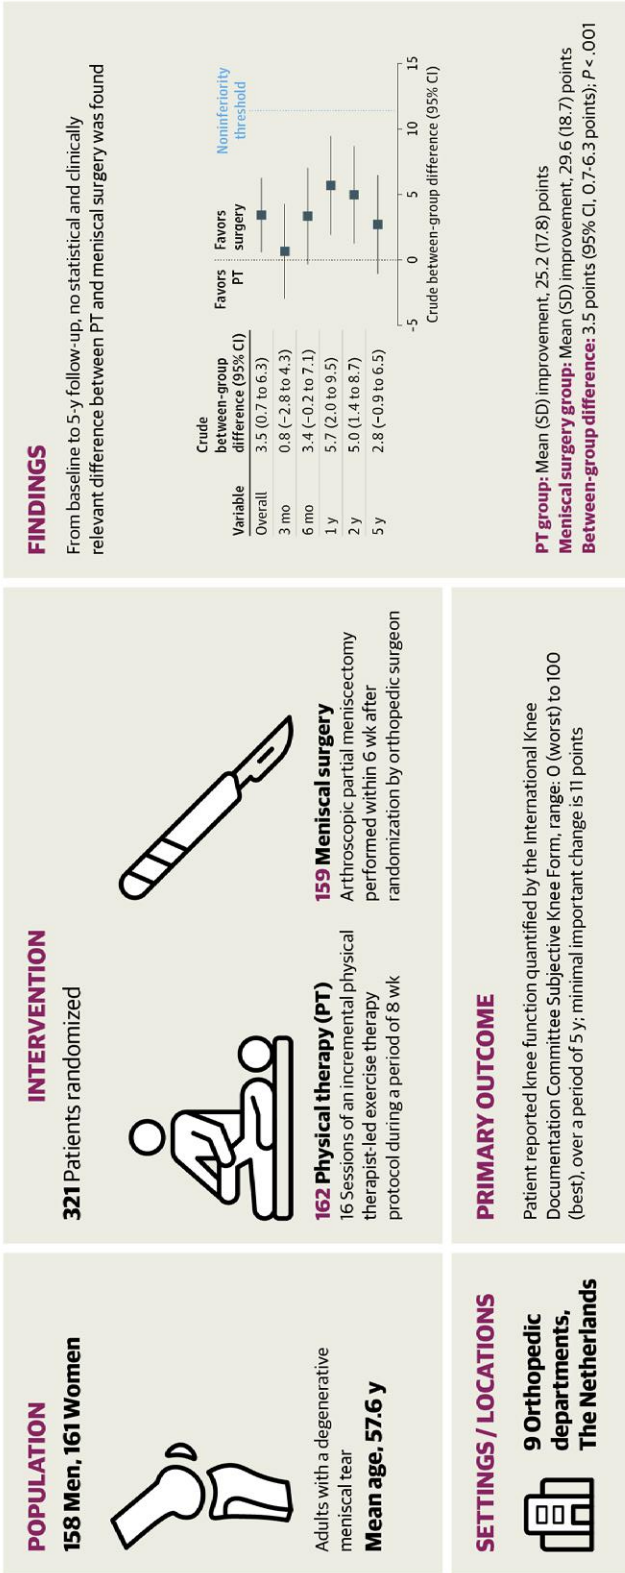 POPULATION
158 Men, 161 Women
Adults with a degenerative
meniscal tear
Mean age, 57.6 y
SETTINGS / LOCATIONS
9 Orthopedic
departments,
The Netherlands
INTERVENTION
321 Patients randomized
162 Physical therapy (PT)
16 Sessions of an incremental physical
therapist-led exercise therapy
protocol during a period of 8 wk
159 Meniscal surgery
Arthroscopic partial meniscectomy
performed within 6 wk after
randomization by orthopedic surgeon
PRIMARY OUTCOME
Patient reported knee function quantified by the International Knee
Documentation Committee Subjective Knee Form, range: 0 (worst) to 100
(best), over a period of 5 y; minimal important change is 11 points
FINDINGS
From baseline to 5-y follow-up, no statistical and clinically
relevant difference between PT and meniscal surgery was found
Variable
Crude
between-group
difference (95% CI)
Favors
PT
Favors
surgery
Noninferiority
threshold
Overall 3.5 (0.7 to 6.3)
3 mo 0.8 (−2.8 to 4.3)
6 mo 3.4 (−0.2 to 7.1)
1 y 5.7 (2.0 to 9.5)
2 y 5.0 (1.4 to 8.7)
5 y 2.8 (−0.9 to 6.5)
-5 0 5 10 15
Crude between-group difference (95% CI)
PT group: Mean (SD) improvement, 25.2 (17.8) points
Meniscal surgery group: Mean (SD) improvement, 29.6 (18.7) points
Between-group difference: 3.5 points (95% CI, 0.7-6.3 points); P < .001